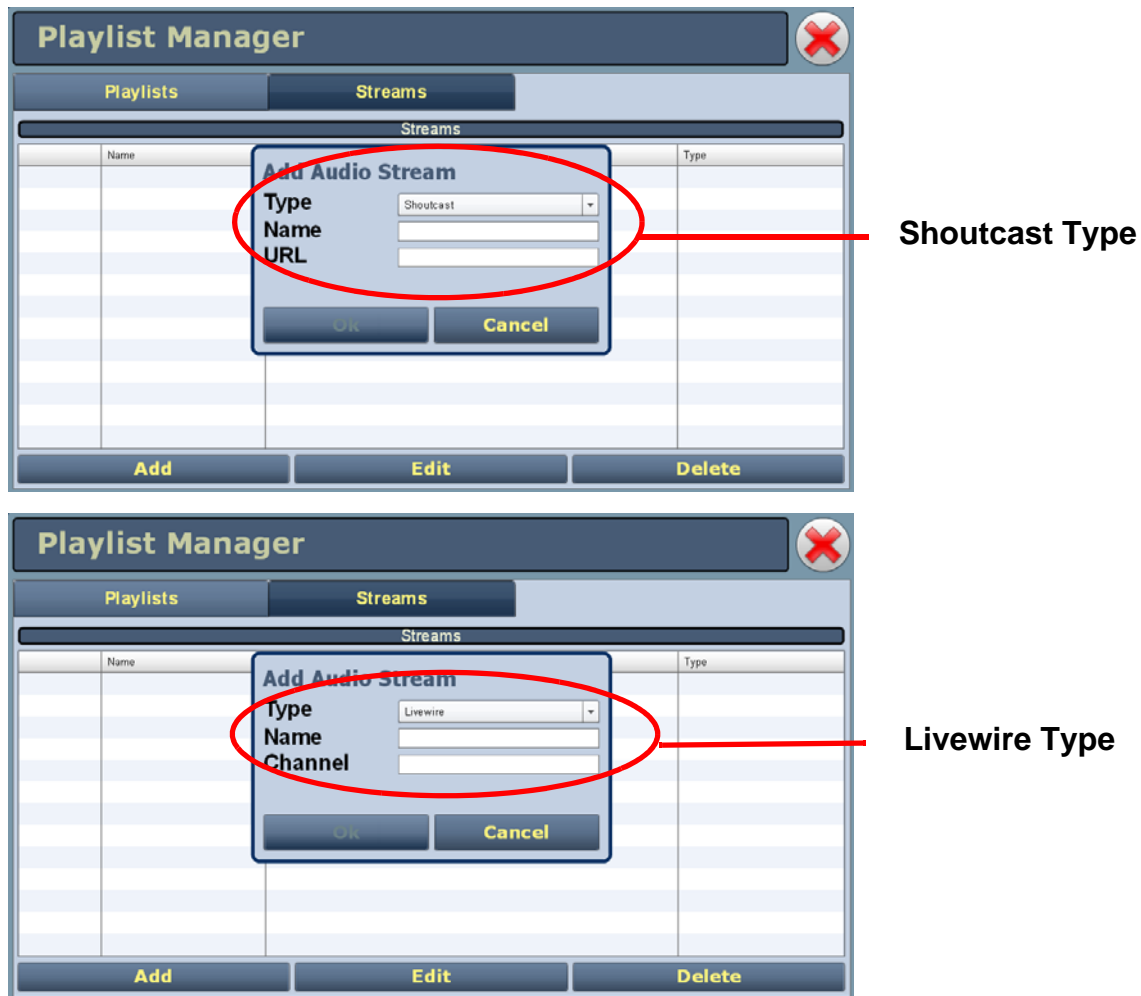 Playlist Manager
Playlists Streams
Streams
Name Type
Add Audio Stream
Type Shoutcast
Name
URL
Ok Cancel
Add Edit Delete
Shoutcast Type
Playlist Manager
Playlists Streams
Streams
Name Type
Add Audio Stream
Type Livewire
Name
Channel
Ok Cancel
Add Edit Delete
Livewire Type